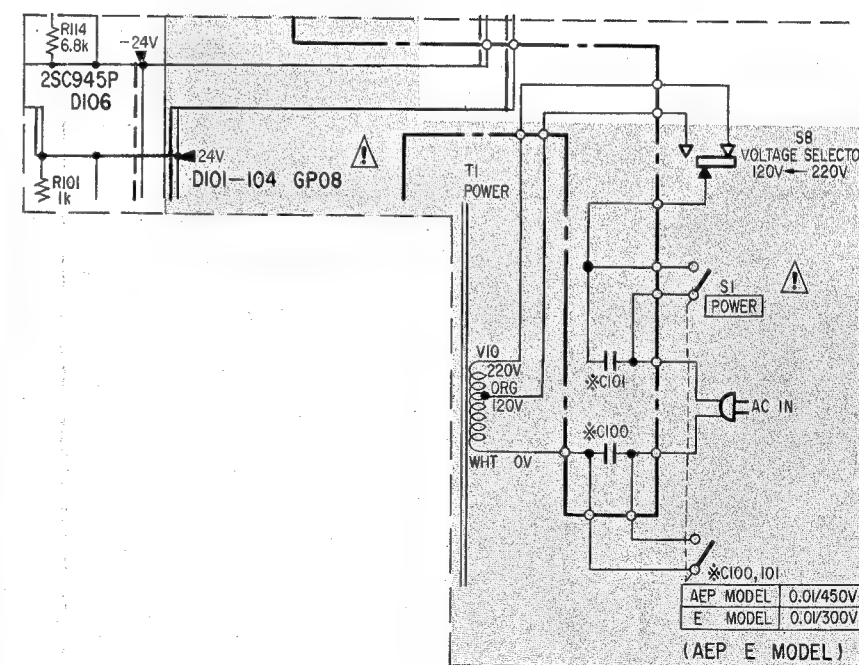 R114
6.8k
-24V
2SC945P
D106
24V
D101-104 GP08
R101
1k
T1
POWER
S8
VOLTAGE SELECTO
120V ← 220V
S1
POWER
VIO
220V
ORG
120V
※C101
AC IN
※C100
WHT 0V
※C100,101
AEP MODEL 0.01/450V
E MODEL 0.01/300V
(AEP E MODEL)